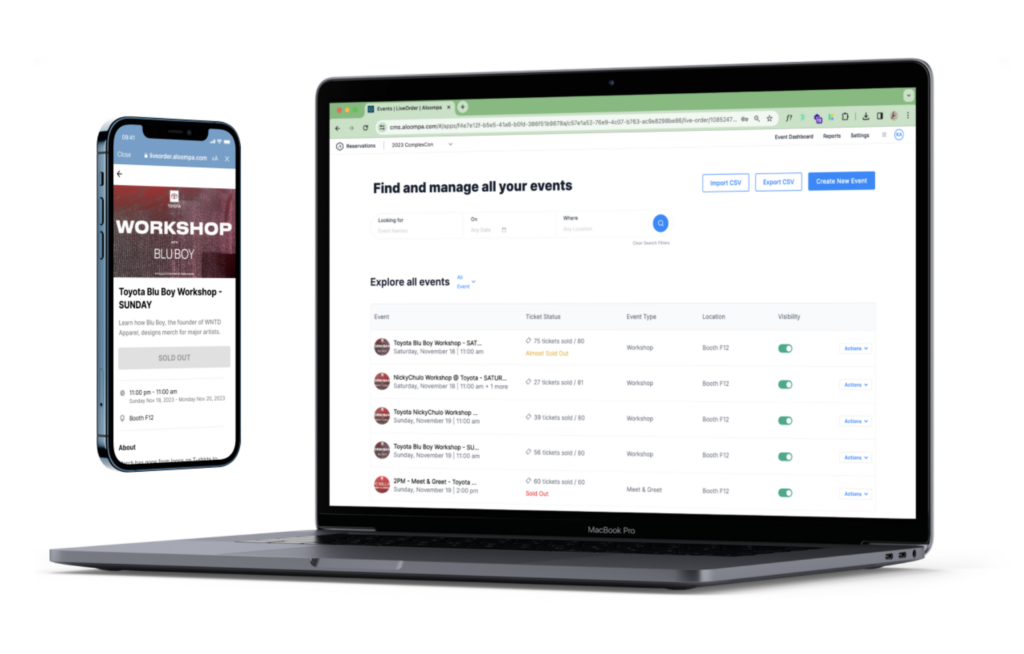 09:41
Close
liveorder.aloompa.com
AA
TOYOTA
WORKSHOP
WITH
BLU BOY
Toyota Blu Boy Workshop -
SUNDAY
Learn how Blu Boy, the founder of WNTD
Apparel, designs merch for major artists.
SOLD OUT
11:00 pm - 11:00 am
Sunday Nov 19, 2023 - Monday Nov 20, 2023
Booth F12
About
Events | LiveOrder | Aloompa
Reservations
2023 ComplexCon
Event Dashboard
Reports
Settings
Find and manage all your events
Import CSV
Export CSV
Create New Event
Looking for
Event Names
On
Any Date
Where
Any Location
Clear Search Filters
Explore all events
All
Event
Event
Ticket Status
Event Type
Location
Visibility
Toyota Blu Boy Workshop - SAT...
Saturday, November 18 | 11:00 am
75 tickets sold / 80
Almost Sold Out
Workshop
Booth F12
Actions
NickyChulo Workshop @ Toyota - SATUR...
Saturday, November 18 | 11:00 am + 1 more
27 tickets sold / 81
Workshop
Booth F12
Actions
Toyota NickyChulo Workshop ...
Sunday, November 19 | 11:00 am
39 tickets sold / 80
Workshop
Booth F12
Actions
Toyota Blu Boy Workshop - SU...
Sunday, November 19 | 11:00 am
56 tickets sold / 80
Workshop
Booth F12
Actions
2PM - Meet & Greet - Toyota ...
Sunday, November 19 | 2:00 pm
60 tickets sold / 60
Sold Out
Meet & Greet
Booth F12
Actions
MacBook Pro